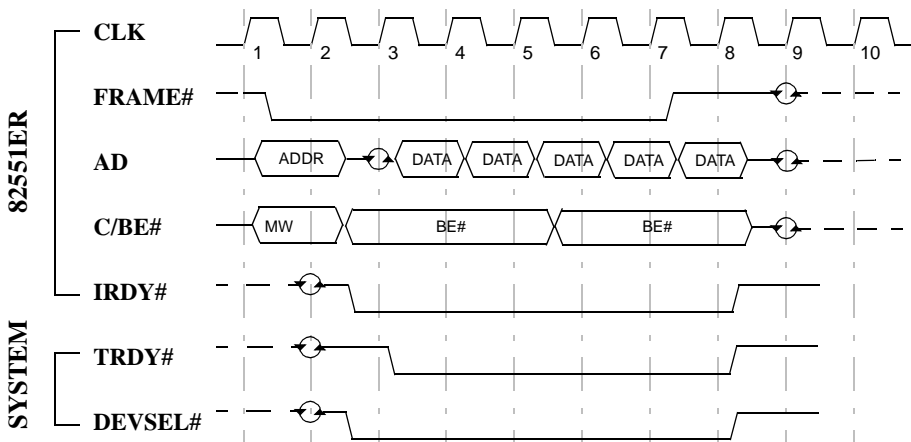 82551ER
CLK
1 2 3 4 5 6 7 8 9 10
FRAME#
AD
ADDR DATA DATA DATA DATA DATA
C/BE#
MW BE# BE#
IRDY#
SYSTEM
TRDY#
DEVSEL#